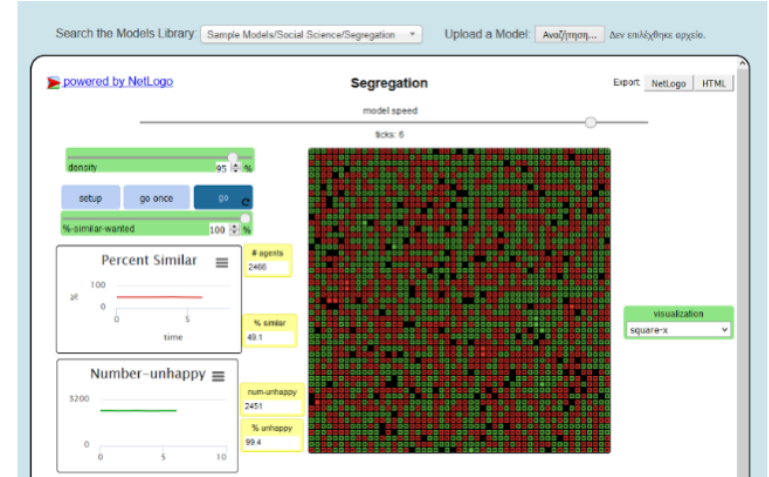 Search the Models Library: Sample Models/Social Science/Segregation
Upload a Model: Αναζήτηση... Δεν επιλέχθηκε αρχείο.
powered by NetLogo
Segregation
Export: NetLogo HTML
model speed
ticks: 6
density 95 %
setup go once go
%-similar-wanted 100 %
Percent Similar
%
100
0
0 5
time
# agents
2466
% similar
49.1
Number-unhappy
3200
0
0 5 10
num-unhappy
2451
% unhappy
99.4
visualization
square-x